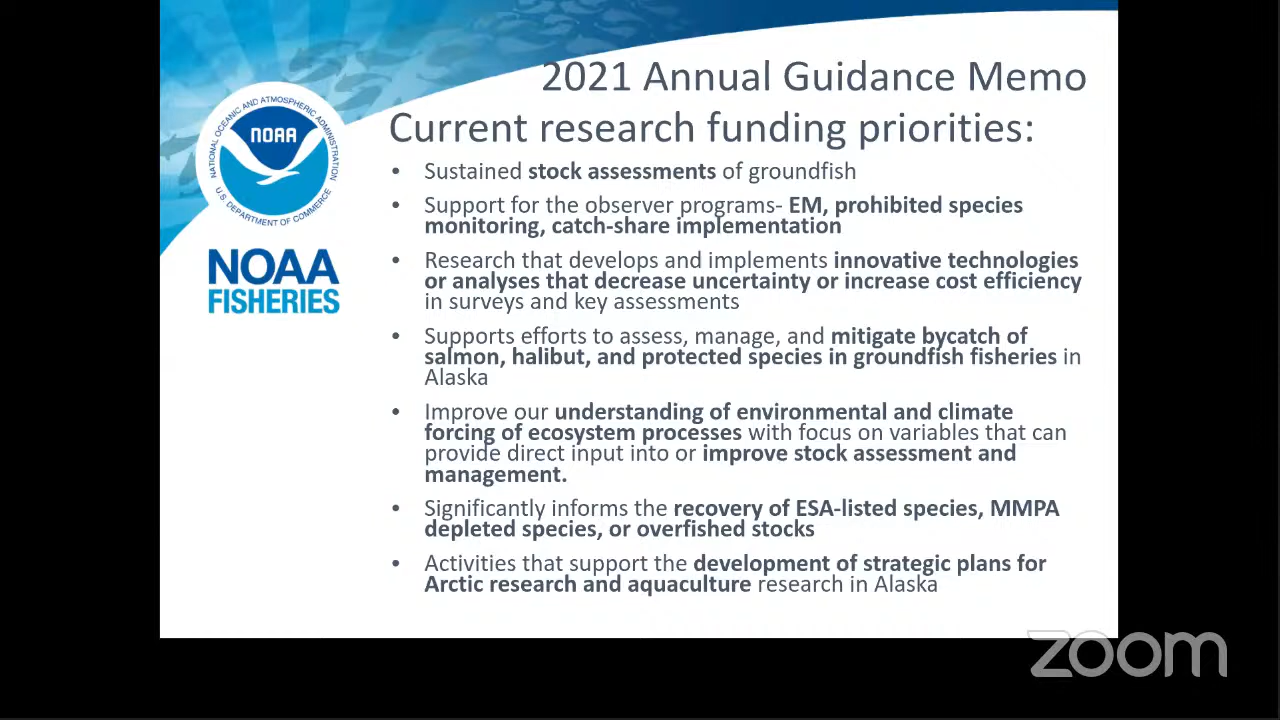 2021 Annual Guidance Memo
Current research funding priorities:
NATIONAL OCEANIC AND ATMOSPHERIC ADMINISTRATION
NOAA
U.S. DEPARTMENT OF COMMERCE
NOAA
FISHERIES
• Sustained stock assessments of groundfish
• Support for the observer programs- EM, prohibited species
monitoring, catch-share implementation
• Research that develops and implements innovative technologies
or analyses that decrease uncertainty or increase cost efficiency
in surveys and key assessments
• Supports efforts to assess, manage, and mitigate bycatch of
salmon, halibut, and protected species in groundfish fisheries in
Alaska
• Improve our understanding of environmental and climate
forcing of ecosystem processes with focus on variables that can
provide direct input into or improve stock assessment and
management.
• Significantly informs the recovery of ESA-listed species, MMPA
depleted species, or overfished stocks
• Activities that support the development of strategic plans for
Arctic research and aquaculture research in Alaska
zoom